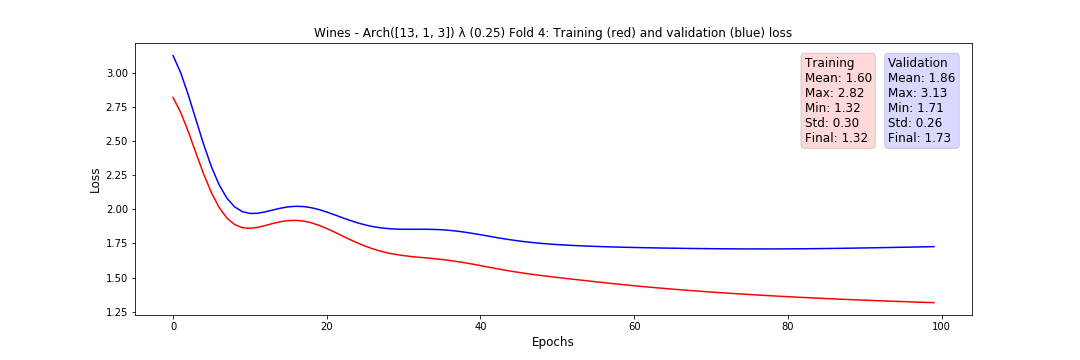 Wines - Arch([13, 1, 3]) λ (0.25) Fold 4: Training (red) and validation (blue) loss
Training
Mean: 1.60
Max: 2.82
Min: 1.32
Std: 0.30
Final: 1.32
Validation
Mean: 1.86
Max: 3.13
Min: 1.71
Std: 0.26
Final: 1.73
Loss
3.00
2.75
2.50
2.25
2.00
1.75
1.50
1.25
0
20
40
60
80
100
Epochs